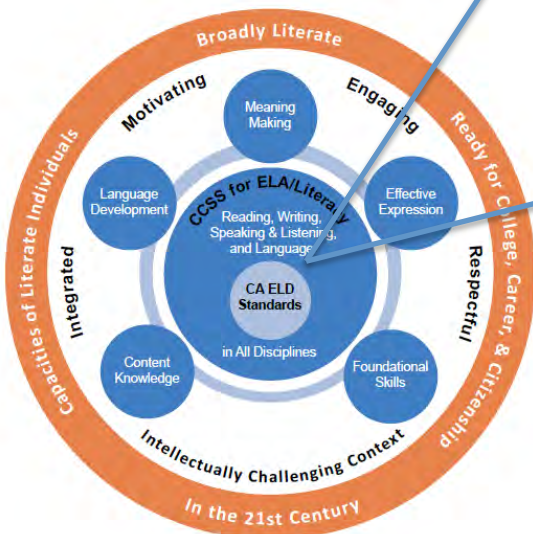 Broadly Literate
Ready for College, Career, & Citizenship
In the 21st Century
Capacities of Literate Individuals
Motivating
Engaging
Respectful
Intellectually Challenging Context
Integrated
Meaning
Making
Language
Development
Effective
Expression
Content
Knowledge
Foundational
Skills
CCSS for ELA/Literacy
Reading, Writing,
Speaking & Listening,
and Language
CA ELD
Standards
in All Disciplines